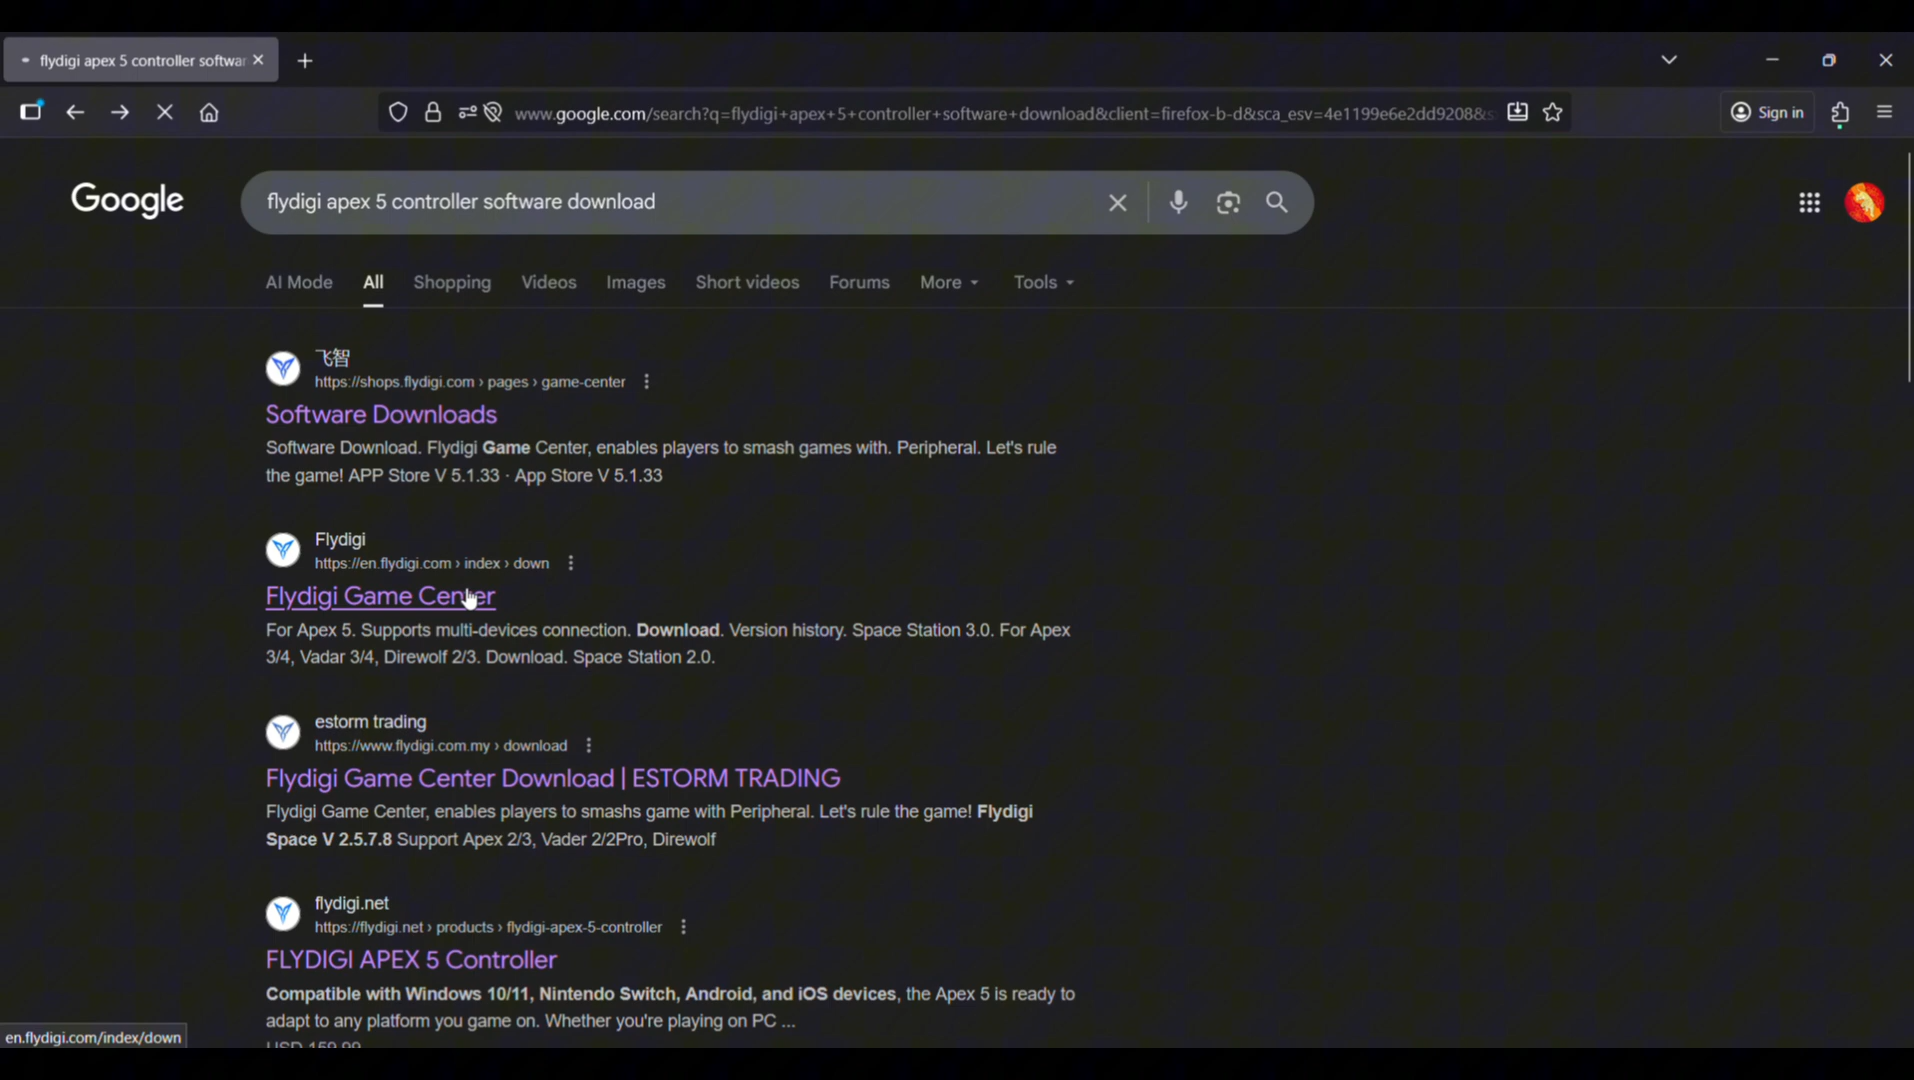 flydigi apex 5 controller softwar
www.google.com/search?q=flydigi+apex+5+controller+software+download&client=firefox-b-d&sca_esv=4e1199e6e2dd9208&s
Sign in
Google
flydigi apex 5 controller software download
AI Mode
All
Shopping
Videos
Images
Short videos
Forums
More
Tools
飞智
https://shops.flydigi.com › pages › game-center
Software Downloads
Software Download. Flydigi Game Center, enables players to smash games with. Peripheral. Let's rule
the game! APP Store V 5.1.33 · App Store V 5.1.33
Flydigi
https://en.flydigi.com › index › down
Flydigi Game Center
For Apex 5. Supports multi-devices connection. Download. Version history. Space Station 3.0. For Apex
3/4, Vadar 3/4, Direwolf 2/3. Download. Space Station 2.0.
estorm trading
https://www.flydigi.com.my › download
Flydigi Game Center Download | ESTORM TRADING
Flydigi Game Center, enables players to smashs game with Peripheral. Let's rule the game! Flydigi
Space V 2.5.7.8 Support Apex 2/3, Vader 2/2Pro, Direwolf
flydigi.net
https://flydigi.net › products › flydigi-apex-5-controller
FLYDIGI APEX 5 Controller
Compatible with Windows 10/11, Nintendo Switch, Android, and iOS devices, the Apex 5 is ready to
adapt to any platform you game on. Whether you're playing on PC ...
USD 159.99
en.flydigi.com/index/down